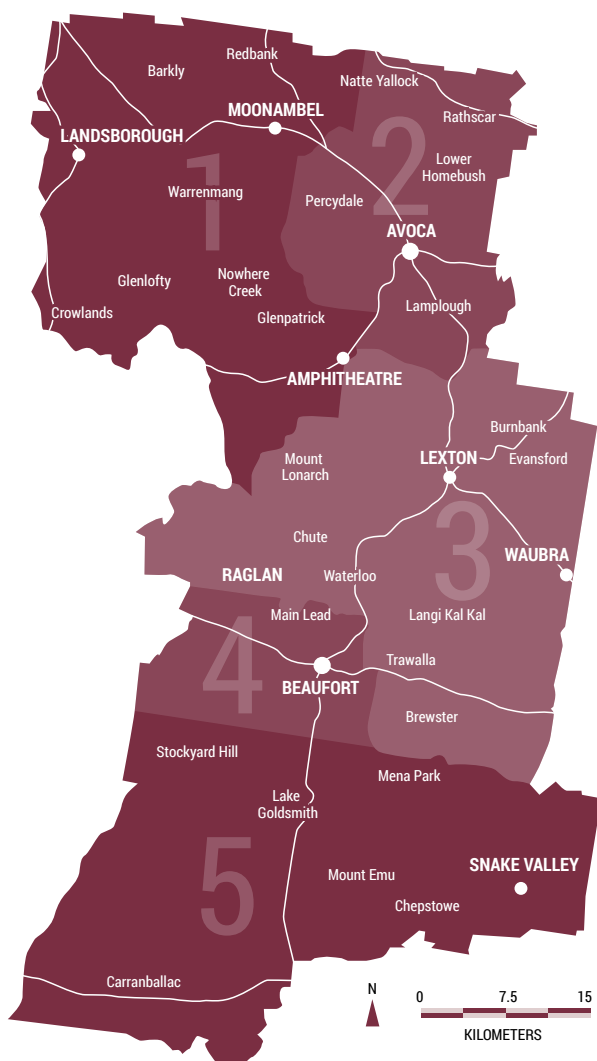 Redbank
Barkly
Natte Yallock
MOONAMBEL
Rathscar
LANDSBOROUGH
2
Lower
Homebush
1
Warrenmang
Percydale
AVOCA
Nowhere
Creek
Glenlofty
Crowlands
Glenpatrick
Lamplough
AMPHITHEATRE
Burnbank
LEXTON
Evansford
Mount
Lonarch
3
Chute
WAUBRA
RAGLAN
Waterloo
Main Lead
Langi Kal Kal
4
Trawalla
BEAUFORT
Brewster
Stockyard Hill
Mena Park
Lake
Goldsmith
5
Mount Emu
SNAKE VALLEY
Chepstowe
Carranballac
N
0 7.5 15
KILOMETERS